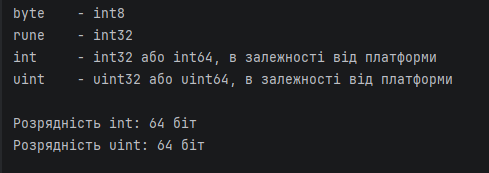 byte    - int8
rune    - int32
int     - int32 або int64, в залежності від платформи
uint    - uint32 або uint64, в залежності від платформи
Розрядність int: 64 біт
Розрядність uint: 64 біт